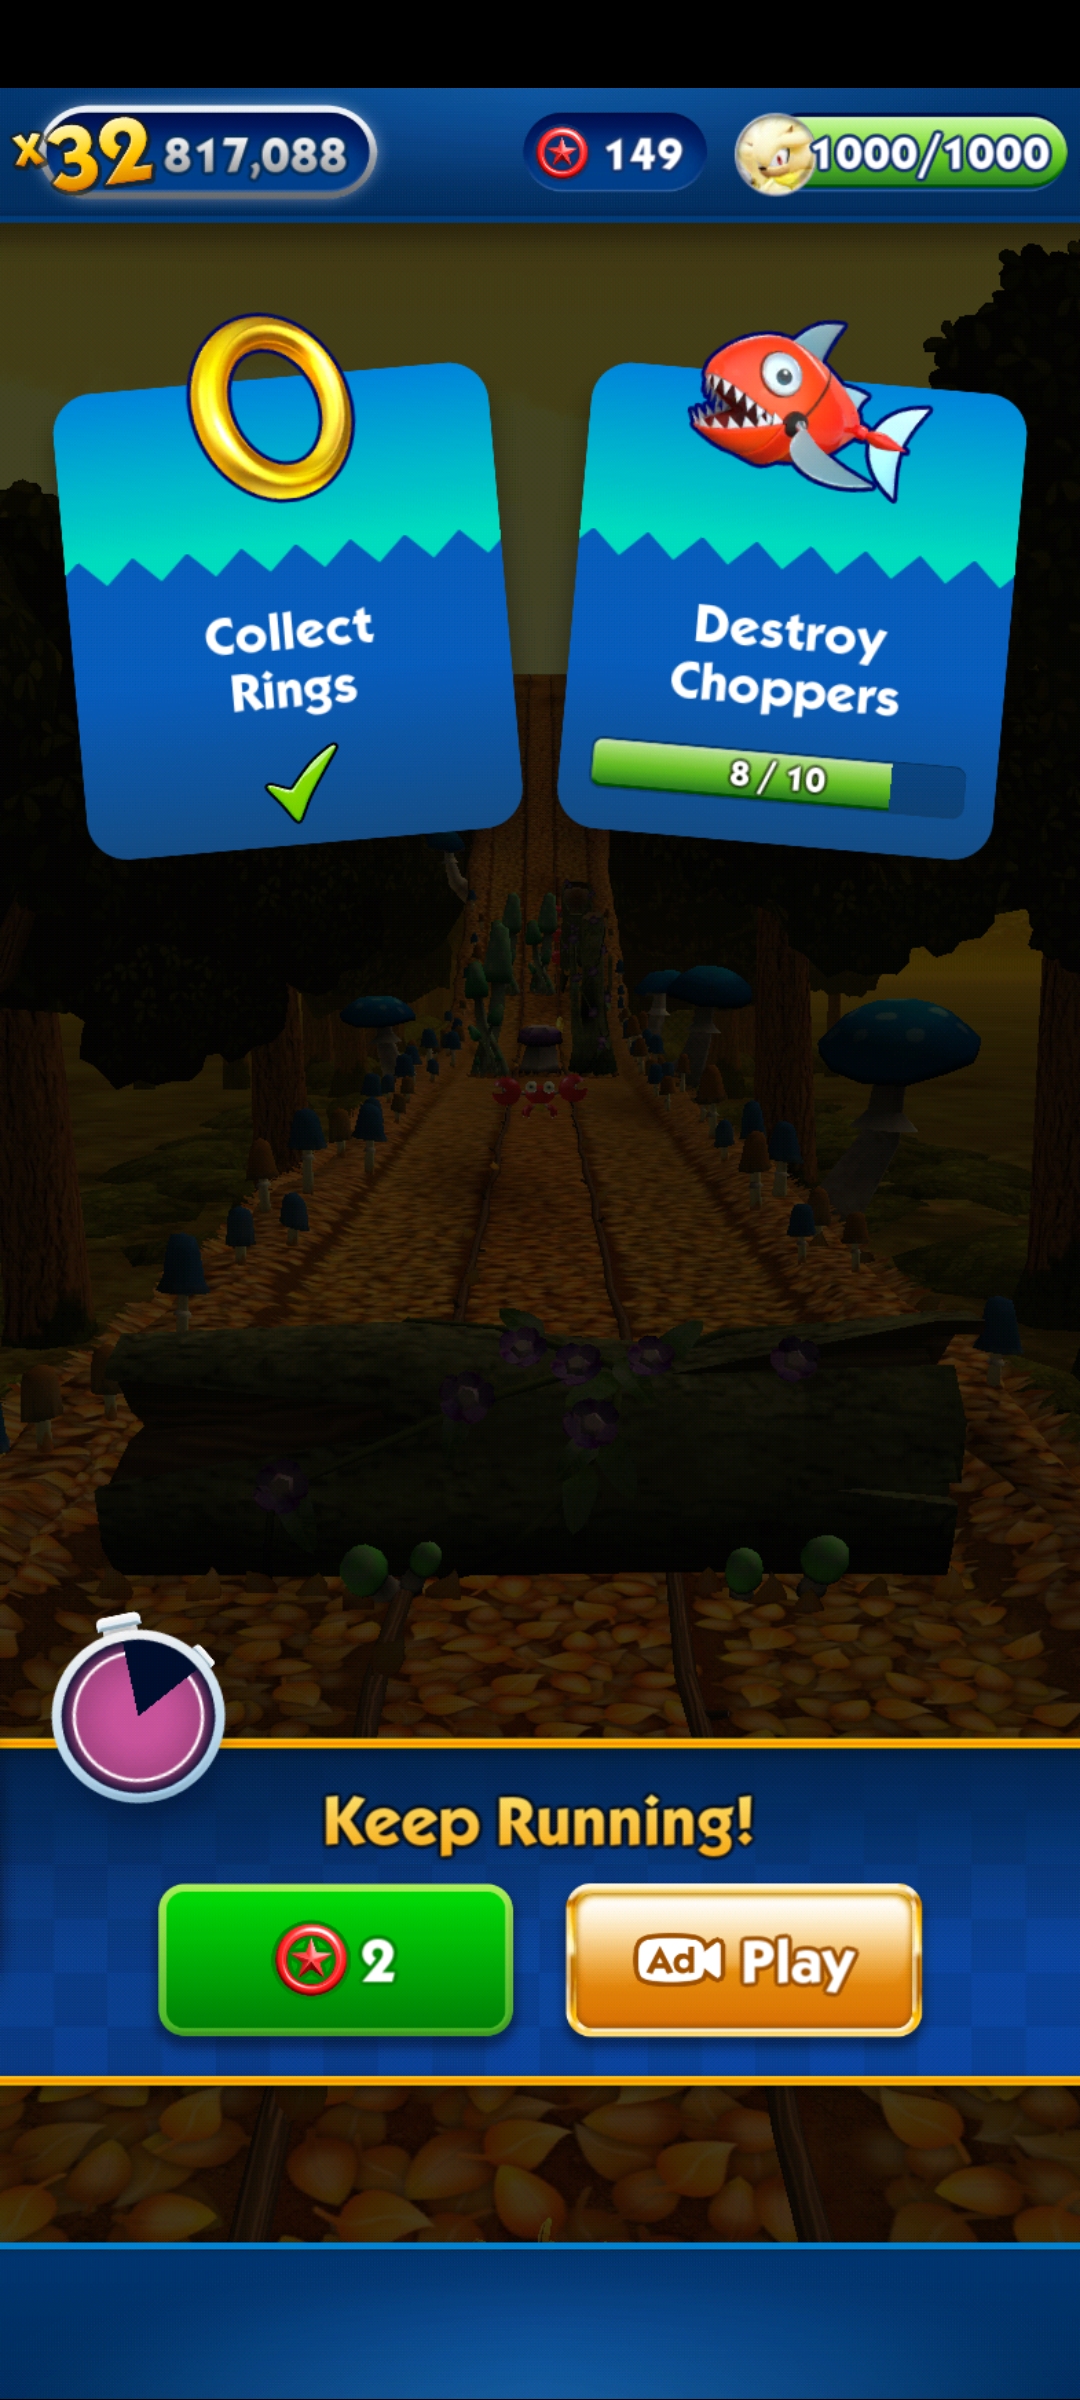 x32 817,088 149 1000/1000
Collect
Rings
Destroy
Choppers
8 / 10
Keep Running!
2
Ad Play